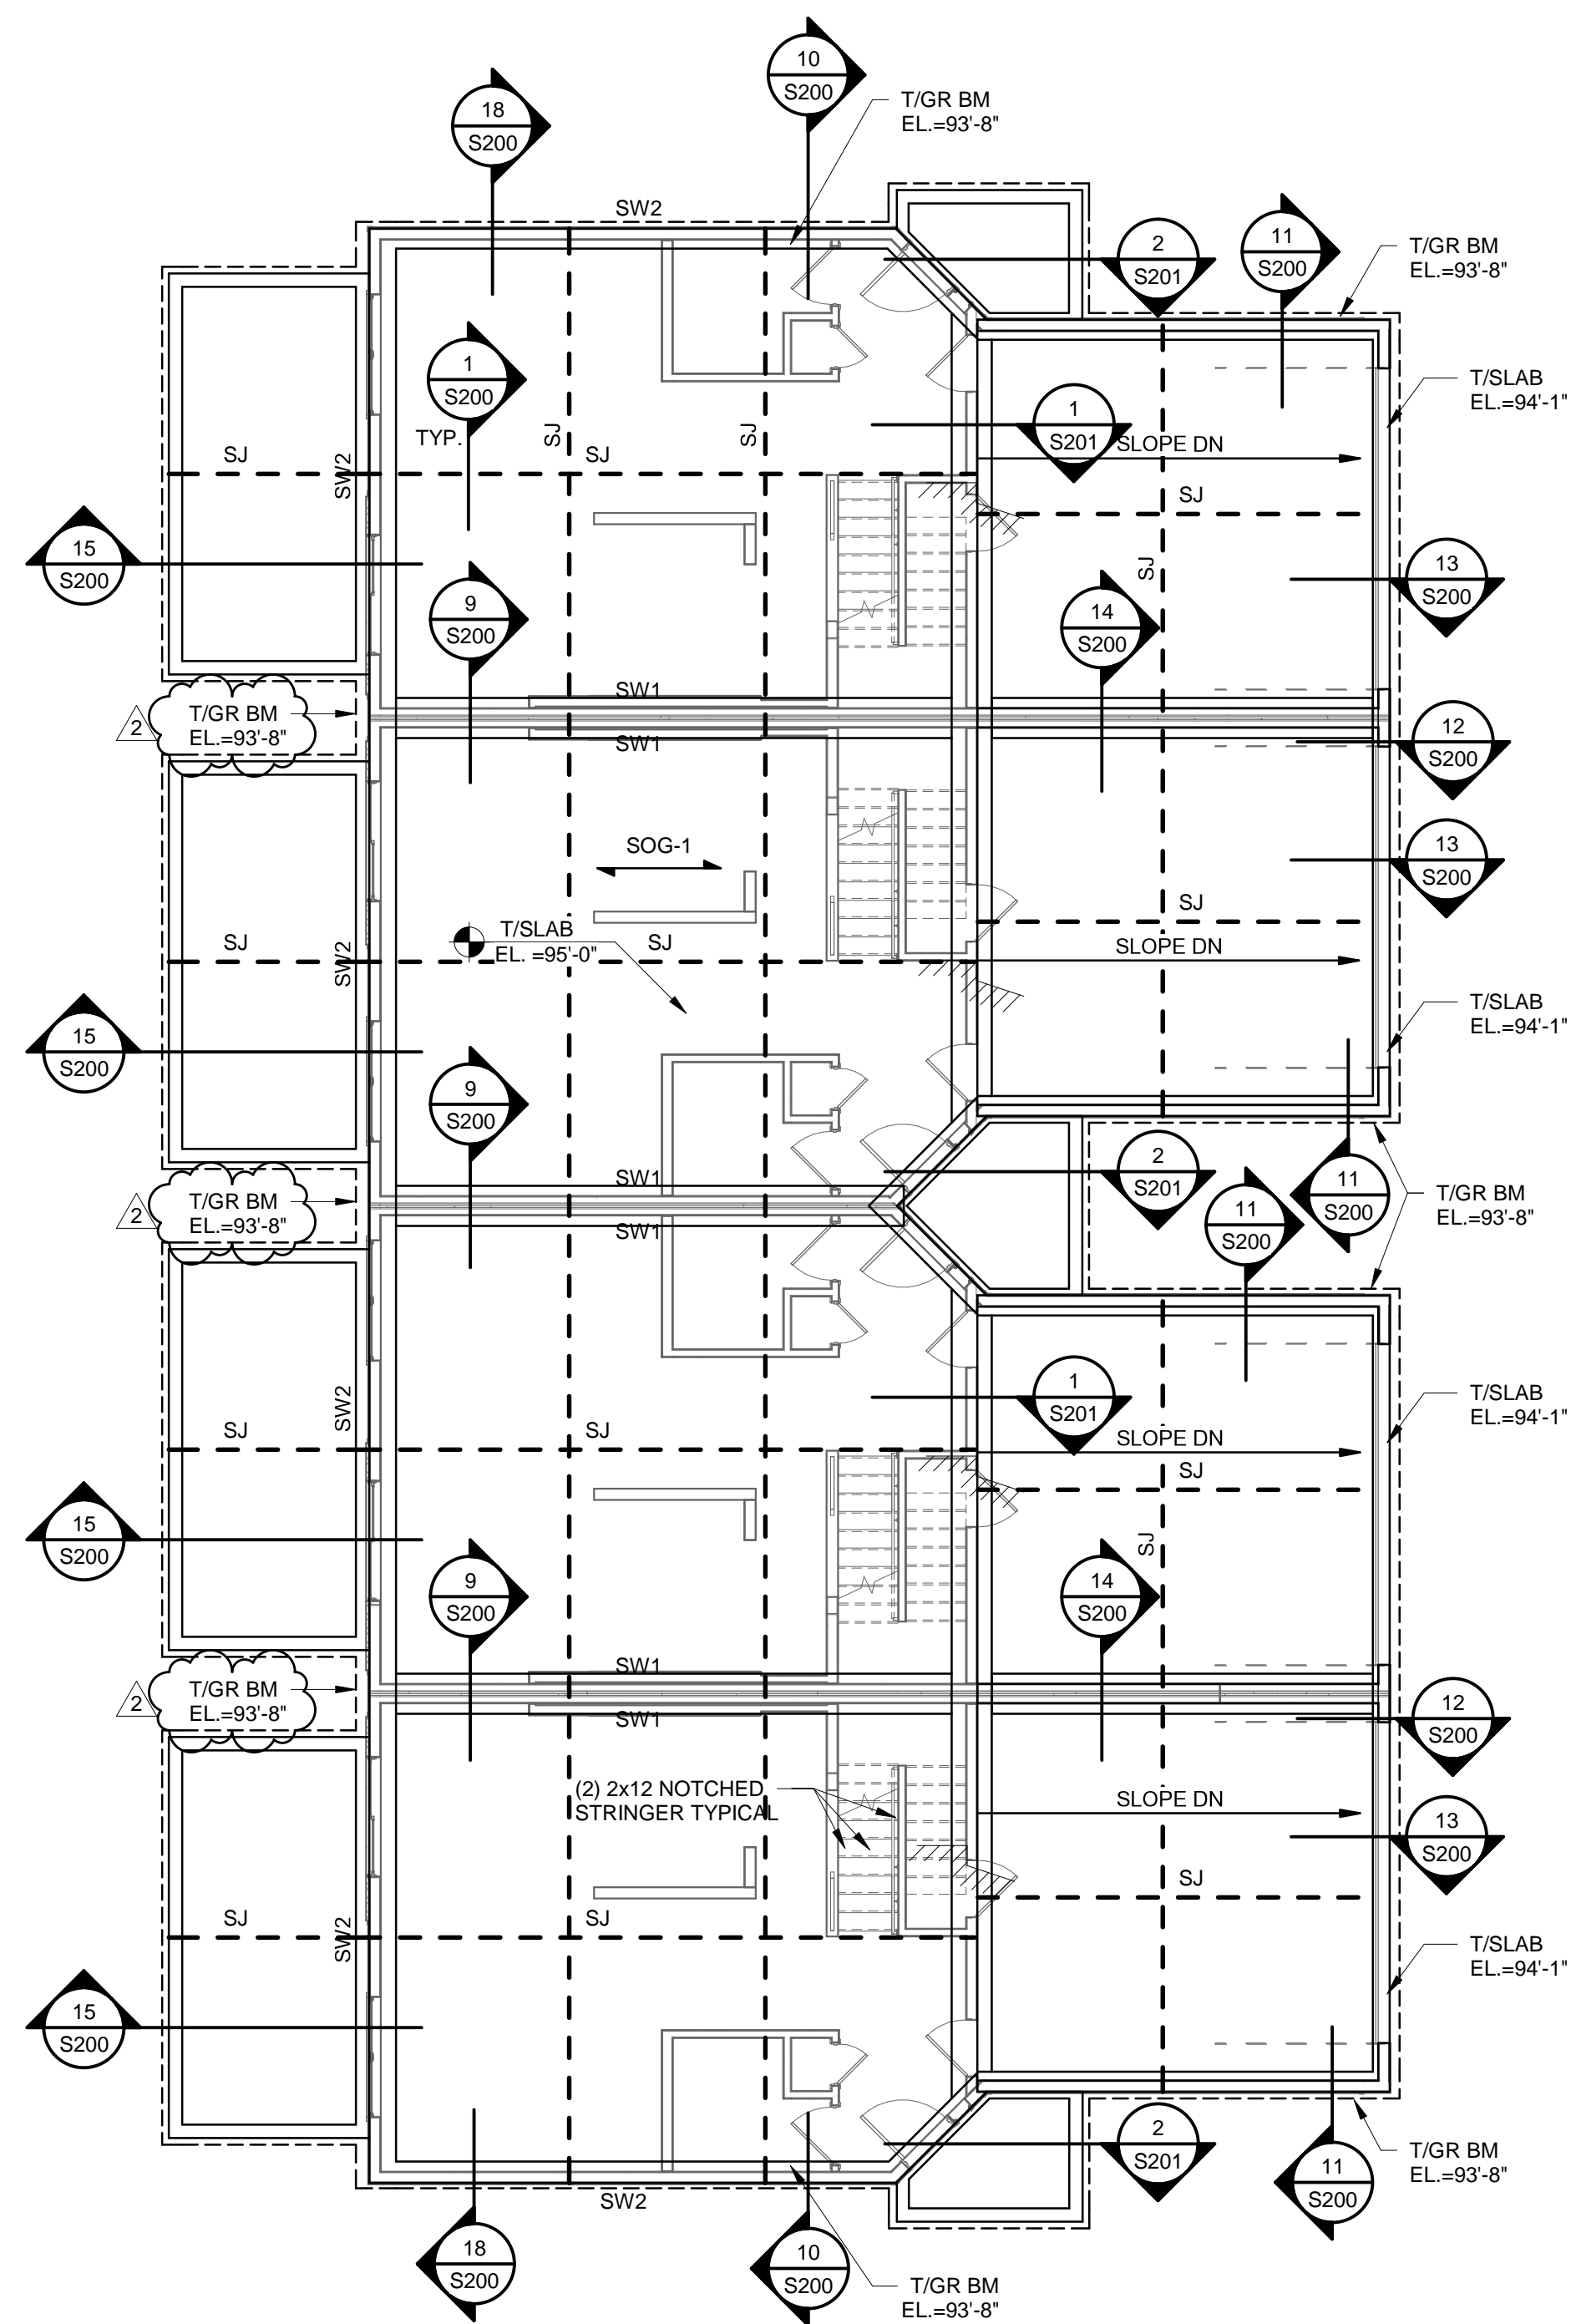 10
S200
T/GR BM
EL.=93'-8"
18
S200
SW2
2
S201
11
S200
T/GR BM
EL.=93'-8"
1
S200
TYP.
T/SLAB
EL.=94'-1"
1
S201
SLOPE DN
SJ
SJ
SJ
SJ
SW2
SJ
15
S200
9
S200
SJ
14
S200
13
S200
SW1
2
T/GR BM
EL.=93'-8"
SW1
12
S200
SOG-1
13
S200
SJ
T/SLAB
EL. =95'-0"
SJ
SJ
SW2
SLOPE DN
T/SLAB
EL.=94'-1"
15
S200
9
S200
2
S201
11
S200
11
S200
T/GR BM
EL.=93'-8"
SW1
2
T/GR BM
EL.=93'-8"
SW1
1
S201
T/SLAB
EL.=94'-1"
SW2
SJ
SJ
SLOPE DN
SJ
15
S200
SJ
9
S200
14
S200
SW1
2
T/GR BM
EL.=93'-8"
SW1
12
S200
(2) 2x12 NOTCHED
STRINGER TYPICAL
SLOPE DN
13
S200
SJ
SJ
SJ
SW2
T/SLAB
EL.=94'-1"
15
S200
2
S201
T/GR BM
EL.=93'-8"
11
S200
SW2
18
S200
10
S200
T/GR BM
EL.=93'-8"